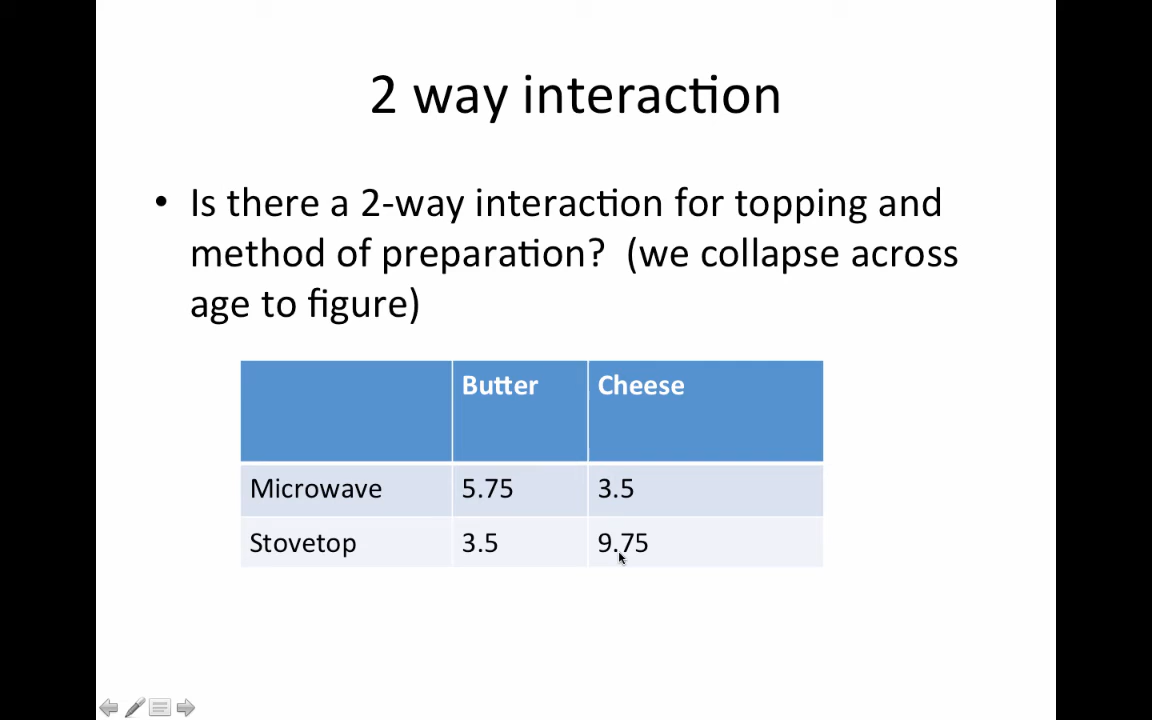 2 way interaction
• Is there a 2-way interaction for topping and
method of preparation?  (we collapse across
age to figure)
Butter Cheese
Microwave 5.75 3.5
Stovetop 3.5 9.75